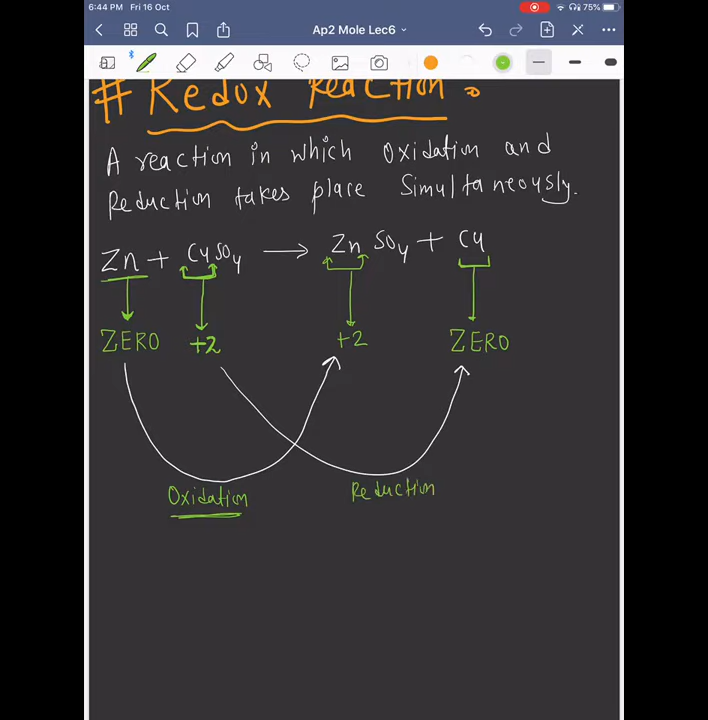 6:44 PM Fri 16 Oct 75%
Ap2 Mole Lec6
# Redox Reaction :
A reaction in which Oxidation and
Reduction takes place Simultaneously.
Zn + CuSO4 → ZnSO4 + Cu
ZERO +2 +2 ZERO
Oxidation Reduction